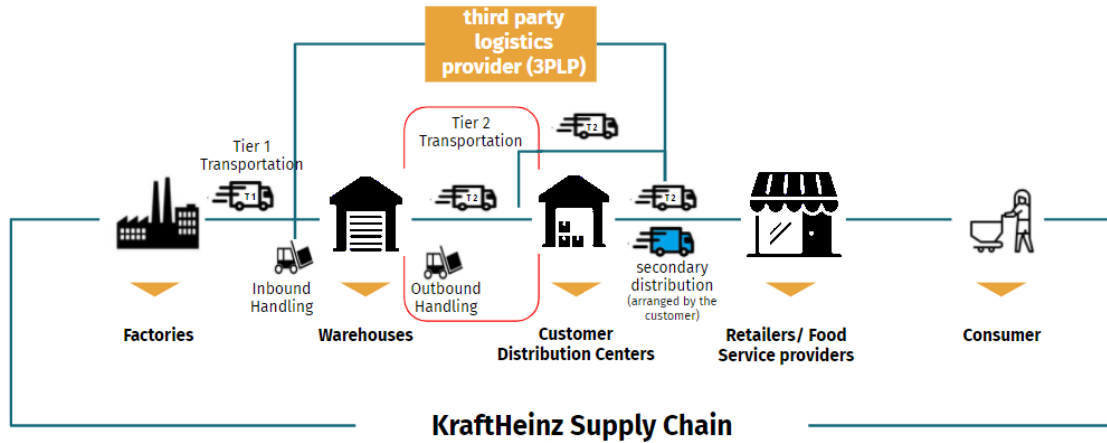 third party
logistics
provider (3PLP)
Tier 2
Transportation
T2
Tier 1
Transportation
T1
T2
T2
Inbound
Handling
Outbound
Handling
secondary
distribution
(arranged by the
customer)
Factories
Warehouses
Customer
Distribution Centers
Retailers/ Food
Service providers
Consumer
KraftHeinz Supply Chain